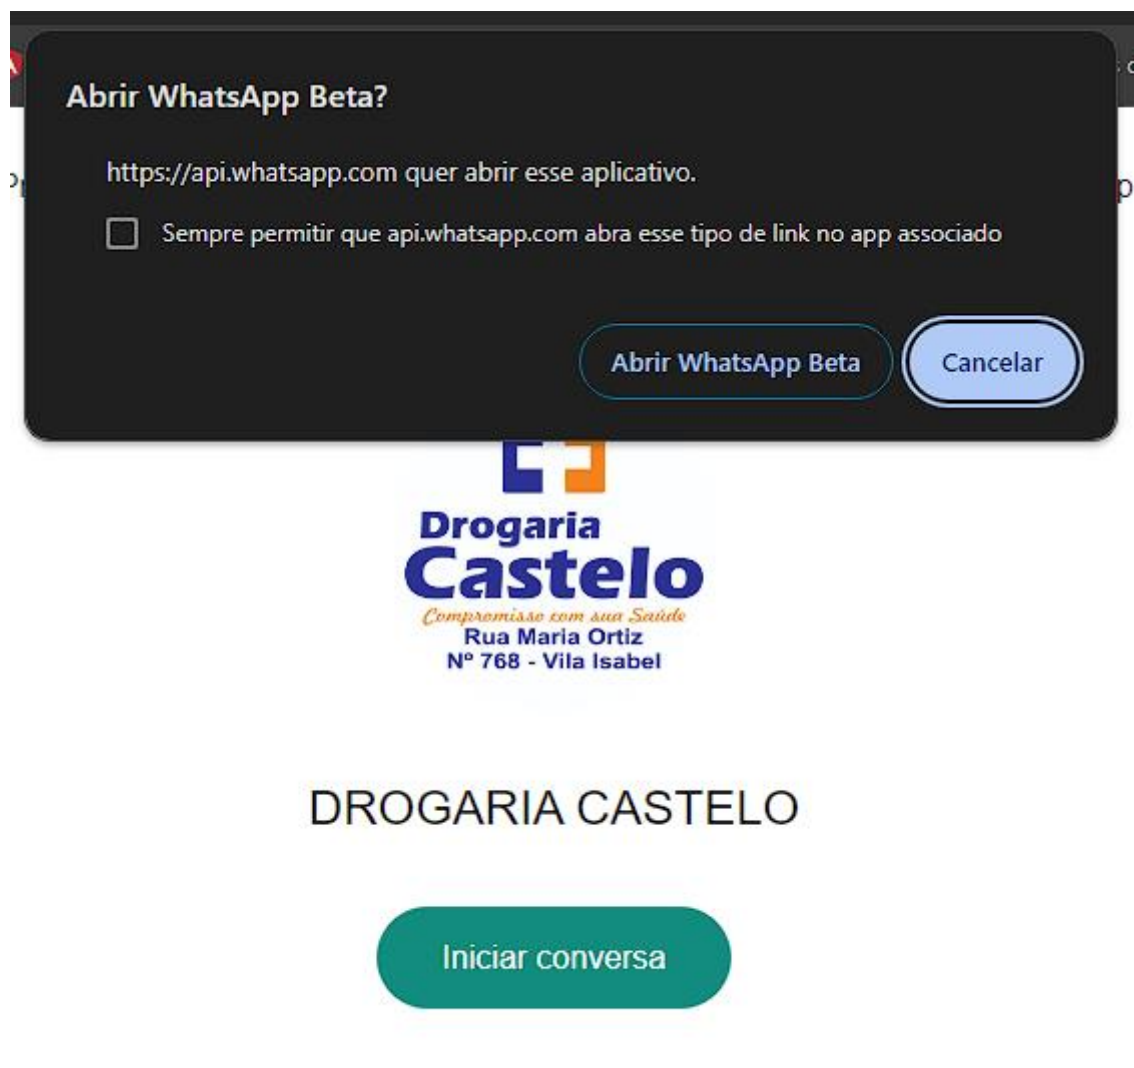 Abrir WhatsApp Beta?
https://api.whatsapp.com quer abrir esse aplicativo.
Sempre permitir que api.whatsapp.com abra esse tipo de link no app associado
Abrir WhatsApp Beta
Cancelar
Drogaria
Castelo
Compromisso com sua Saúde
Rua Maria Ortiz
Nº 768 - Vila Isabel
DROGARIA CASTELO
Iniciar conversa